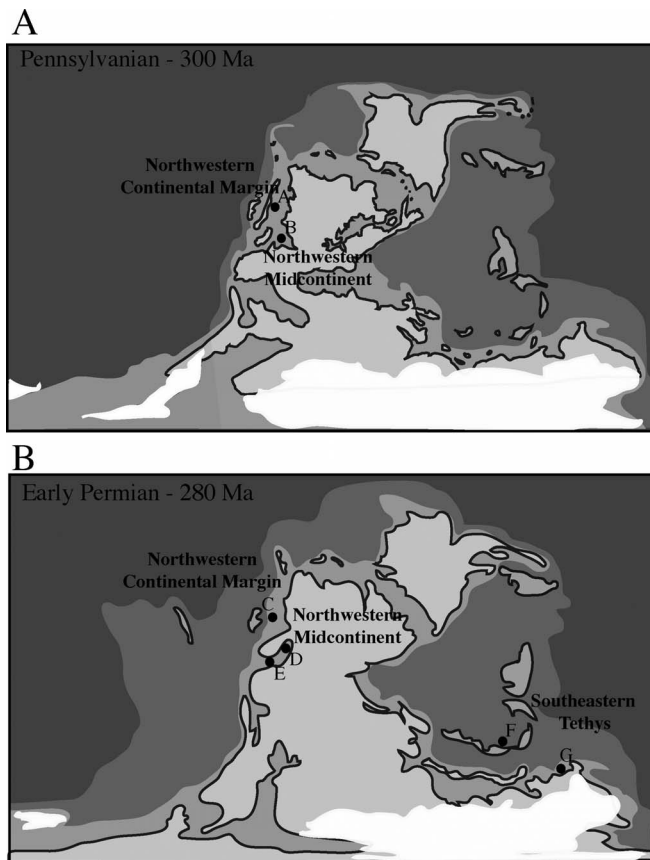 A
Pennsylvanian - 300 Ma
Northwestern
Continental Margin
A
B
Northwestern
Midcontinent
B
Early Permian - 280 Ma
Northwestern
Continental Margin
C
Northwestern
Midcontinent
D
E
Southeastern
Tethys
F
G